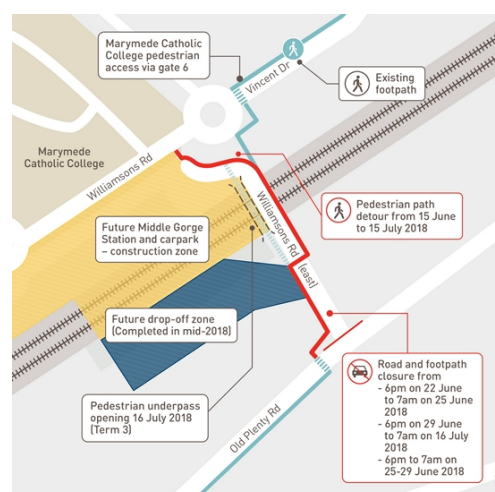 Marymede Catholic
College pedestrian
access via gate 6
Vincent Dr
Existing
footpath
Marymede
Catholic College
Williamsons Rd
Pedestrian path
detour from 15 June
to 15 July 2018
Williamsons Rd
(east)
Future Middle Gorge
Station and carpark
– construction zone
Future drop-off zone
(Completed in mid-2018)
Pedestrian underpass
opening 16 July 2018
(Term 3)
Old Plenty Rd
Road and footpath
closure from
- 6pm on 22 June
to 7am on 25 June
2018
- 6pm on 29 June
to 7am on 16 July
2018
- 6pm to 7am on
25-29 June 2018